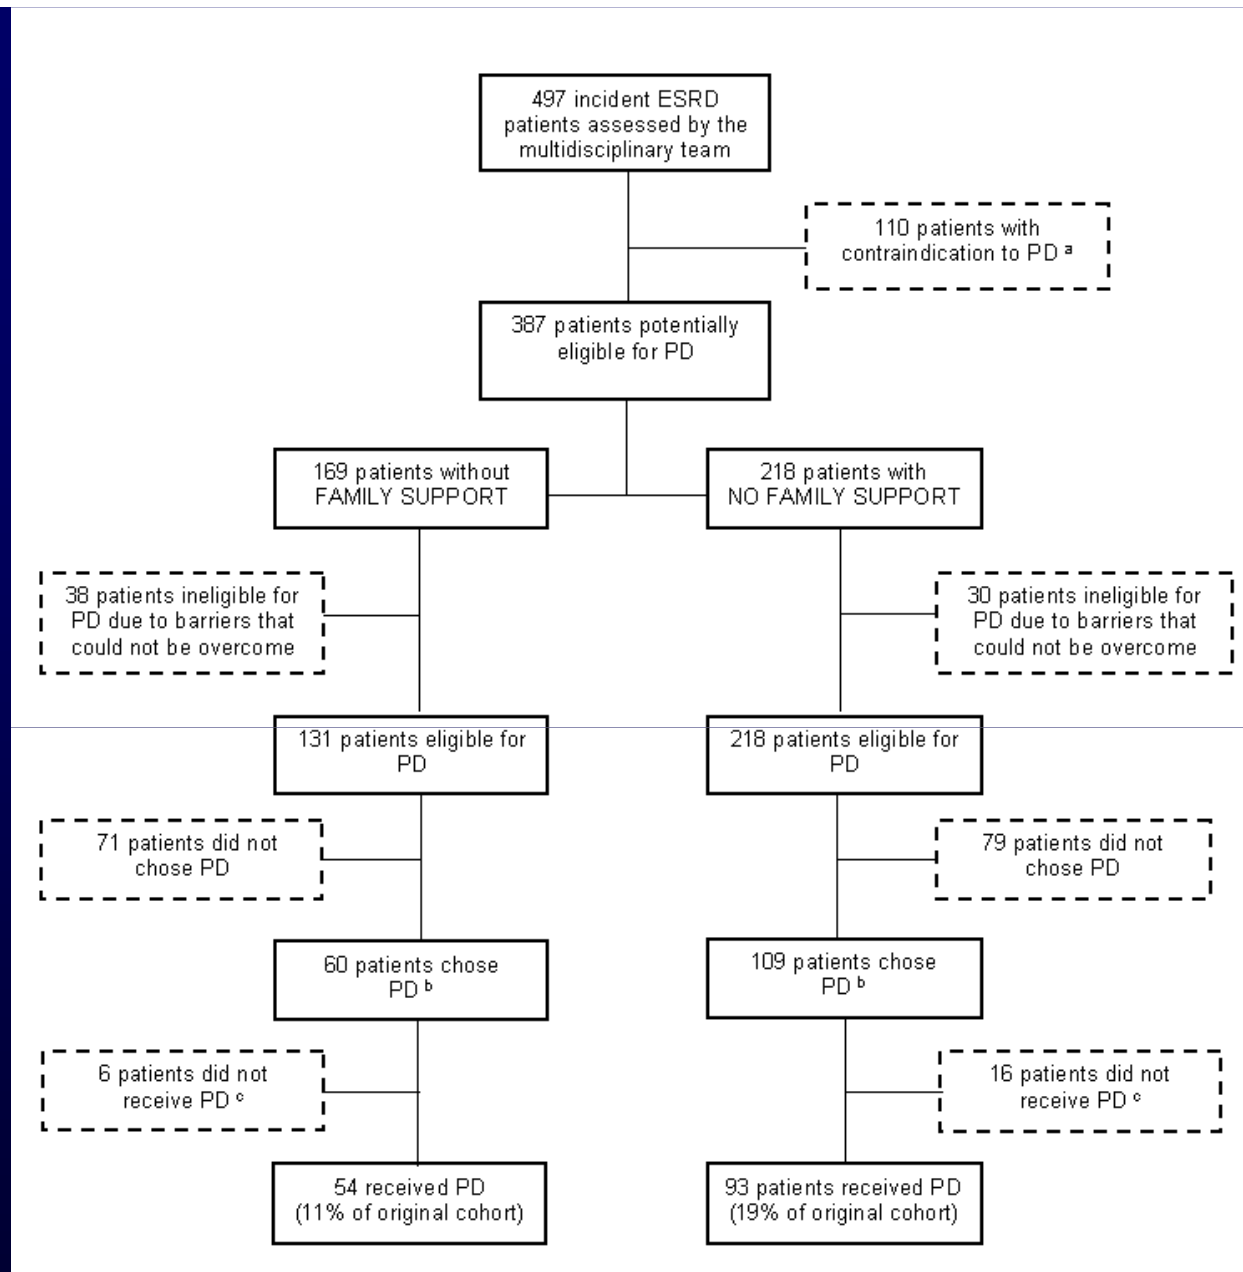 497 incident ESRD
patients assessed by the
multidisciplinary team
110 patients with
contraindication to PD ª
387 patients potentially
eligible for PD
169 patients without
FAMILY SUPPORT
218 patients with
NO FAMILY SUPPORT
38 patients ineligible for
PD due to barriers that
could not be overcome
30 patients ineligible for
PD due to barriers that
could not be overcome
131 patients eligible for
PD
218 patients eligible for
PD
71 patients did not
chose PD
79 patients did not
chose PD
60 patients chose
PD b
109 patients chose
PD b
6 patients did not
receive PD c
16 patients did not
receive PD c
54 received PD
(11% of original cohort)
93 patients received PD
(19% of original cohort)